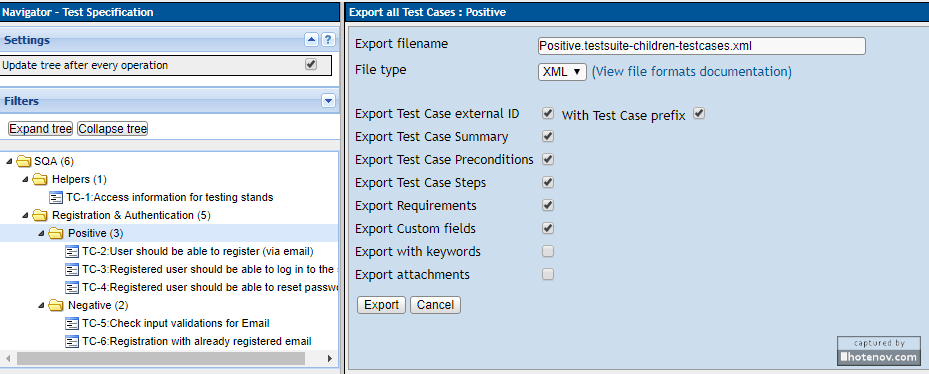 Navigator - Test Specification
Settings
?
Update tree after every operation
Filters
Expand tree Collapse tree
SQA (6)
Helpers (1)
TC-1:Access information for testing stands
Registration & Authentication (5)
Positive (3)
TC-2:User should be able to register (via email)
TC-3:Registered user should be able to log in to the
TC-4:Registered user should be able to reset passw
Negative (2)
TC-5:Check input validations for Email
TC-6:Registration with already registered email
Export all Test Cases : Positive
Export filename Positive.testsuite-children-testcases.xml
File type XML (View file formats documentation)
Export Test Case external ID With Test Case prefix
Export Test Case Summary
Export Test Case Preconditions
Export Test Case Steps
Export Requirements
Export Custom fields
Export with keywords
Export attachments
Export Cancel
captured by
hotenov.com